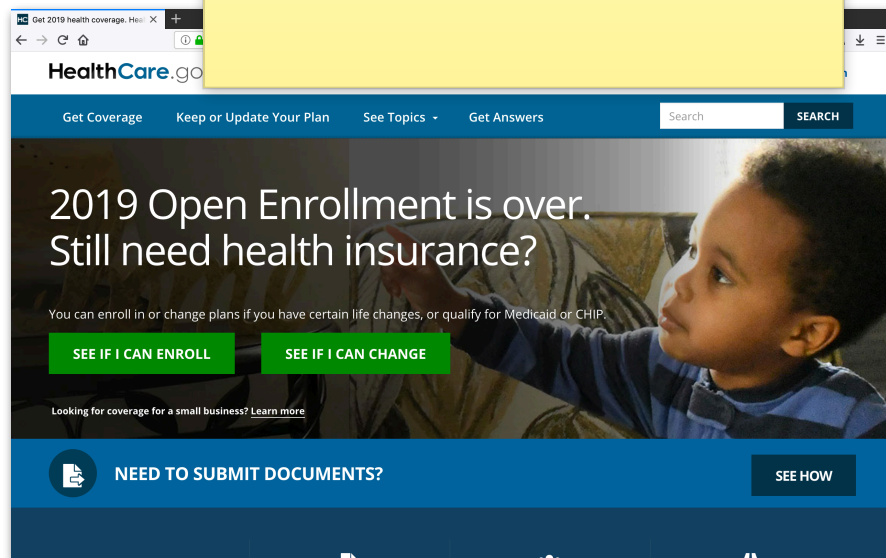 HC Get 2019 health coverage. Heal
HealthCare.go
Get Coverage Keep or Update Your Plan See Topics Get Answers Search SEARCH
2019 Open Enrollment is over.
Still need health insurance?
You can enroll in or change plans if you have certain life changes, or qualify for Medicaid or CHIP.
SEE IF I CAN ENROLL SEE IF I CAN CHANGE
Looking for coverage for a small business? Learn more
NEED TO SUBMIT DOCUMENTS? SEE HOW